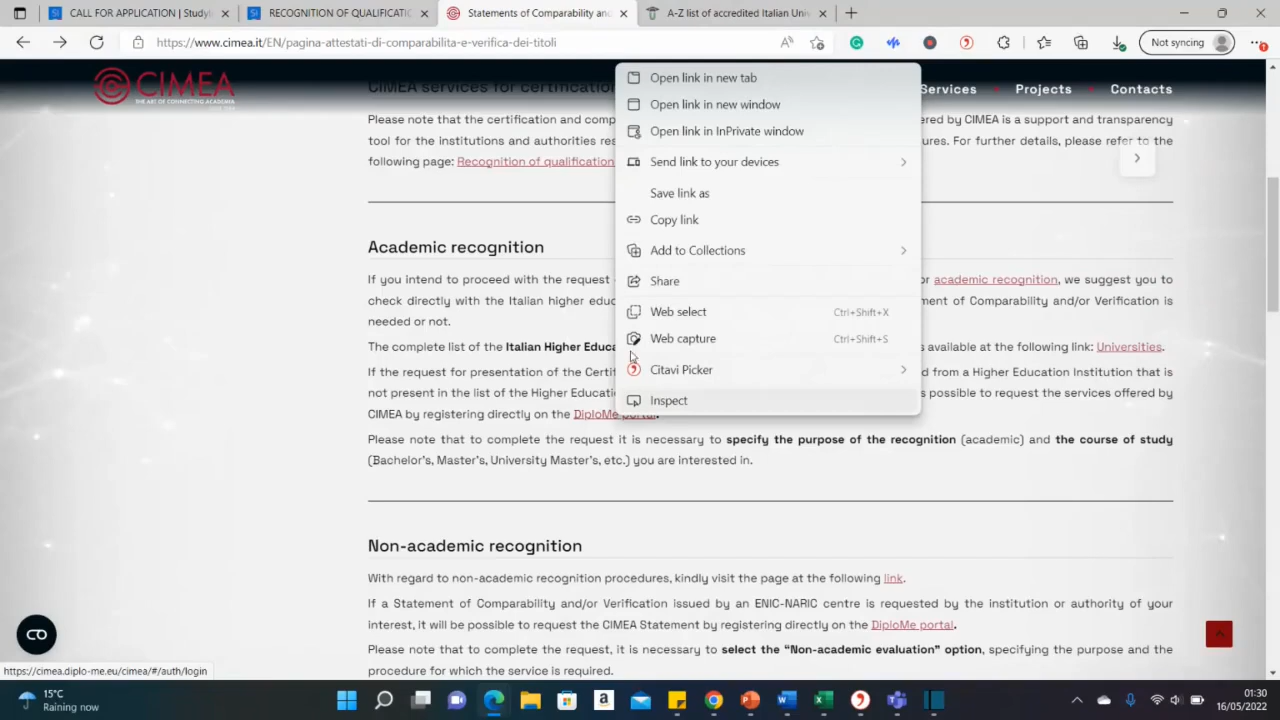 CALL FOR APPLICATION | Studyi
RECOGNITION OF QUALIFICATIO
Statements of Comparability and
A-Z list of accredited Italian Univ
https://www.cimea.it/EN/pagina-attestati-di-comparabilita-e-verifica-dei-titoli
Not syncing
CIMEA
THE ART OF CONNECTING ACADEMIA
Services
Projects
Contacts
CIMEA services for certification
Please note that the certification and comp
ered by CIMEA is a support and transparency
tool for the institutions and authorities res
ures. For further details, please refer to the
following page: Recognition of qualification
Academic recognition
If you intend to proceed with the request
or academic recognition, we suggest you to
check directly with the Italian higher educ
ement of Comparability and/or Verification is
needed or not.
The complete list of the Italian Higher Educa
s available at the following link: Universities.
If the request for presentation of the Certif
d from a Higher Education Institution that is
not present in the list of the Higher Education
s possible to request the services offered by
CIMEA by registering directly on the DiploMe portal.
Please note that to complete the request it is necessary to specify the purpose of the recognition (academic) and the course of study
(Bachelor's, Master's, University Master's, etc.) you are interested in.
Non-academic recognition
With regard to non-academic recognition procedures, kindly visit the page at the following link.
If a Statement of Comparability and/or Verification issued by an ENIC-NARIC centre is requested by the institution or authority of your
interest, it will be possible to request the CIMEA Statement by registering directly on the DiploMe portal.
Please note that to complete the request, it is necessary to select the “Non-academic evaluation” option, specifying the purpose and the
procedure for which the service is required.
Open link in new tab
Open link in new window
Open link in InPrivate window
Send link to your devices
Save link as
Copy link
Add to Collections
Share
Web select Ctrl+Shift+X
Web capture Ctrl+Shift+S
Citavi Picker
Inspect
https://cimea.diplo-me.eu/cimea/#/auth/login
15°C
Raining now
01:30
16/05/2022